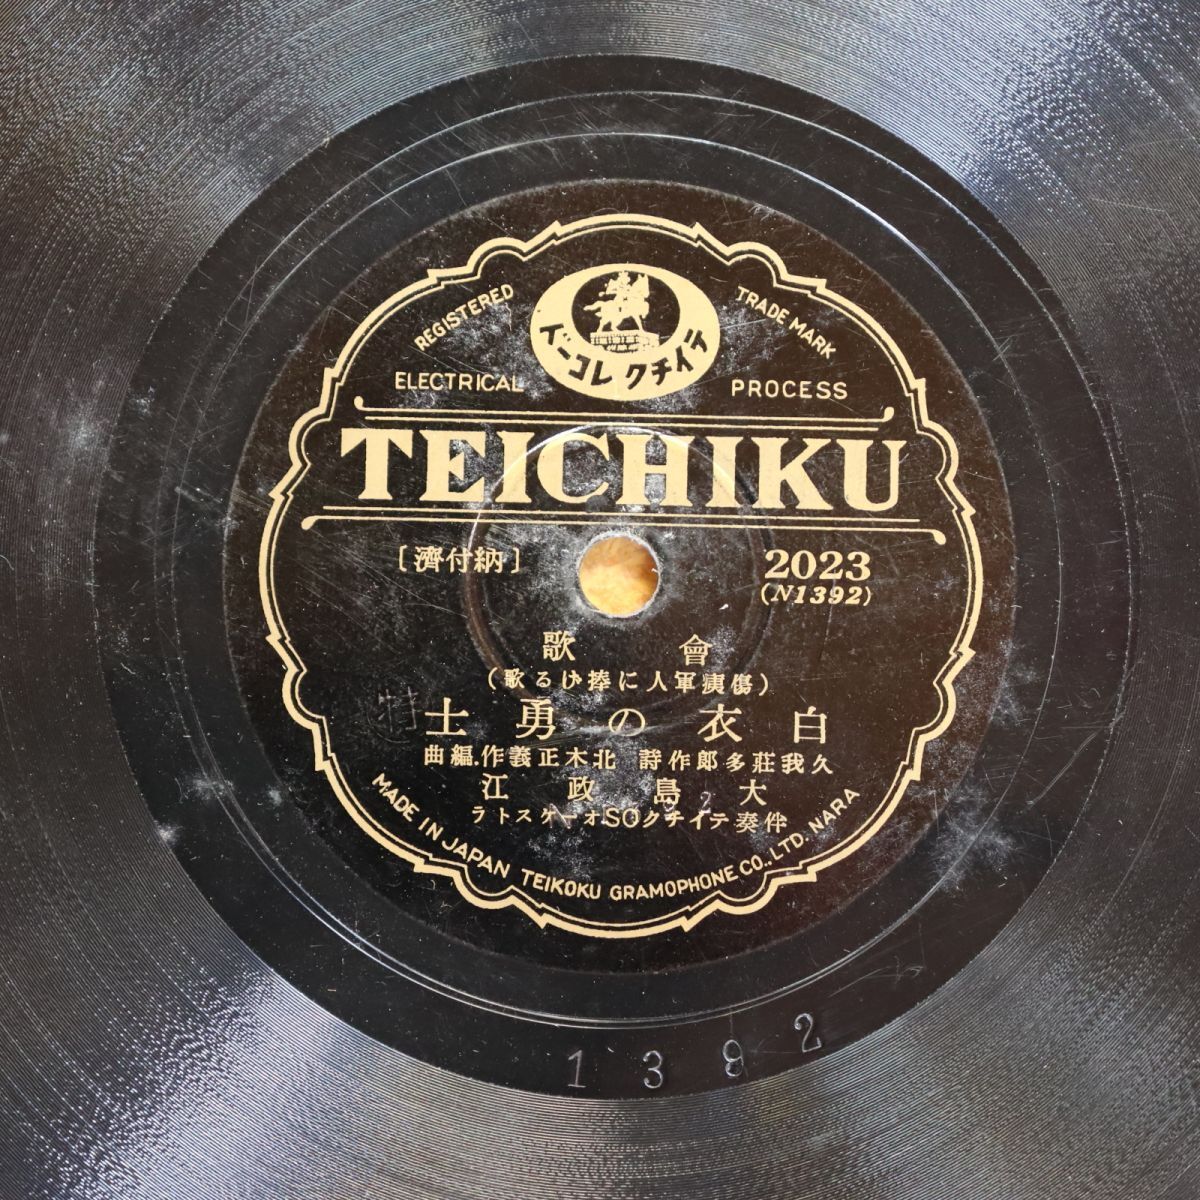 REGISTERED TRADE MARK
テイチクレコード
ELECTRICAL PROCESS
TEICHIKU
[納付濟]
2023
(N1392)
會歌
(傷痍軍人に捧げる歌)
白衣の勇士
特
久我莊多郎作詩 北木正義作.編曲
大島政江
伴奏テイチクSOオーケストラ
MADE IN JAPAN TEIKOKU GRAMOPHONE CO., LTD. NARA
1392